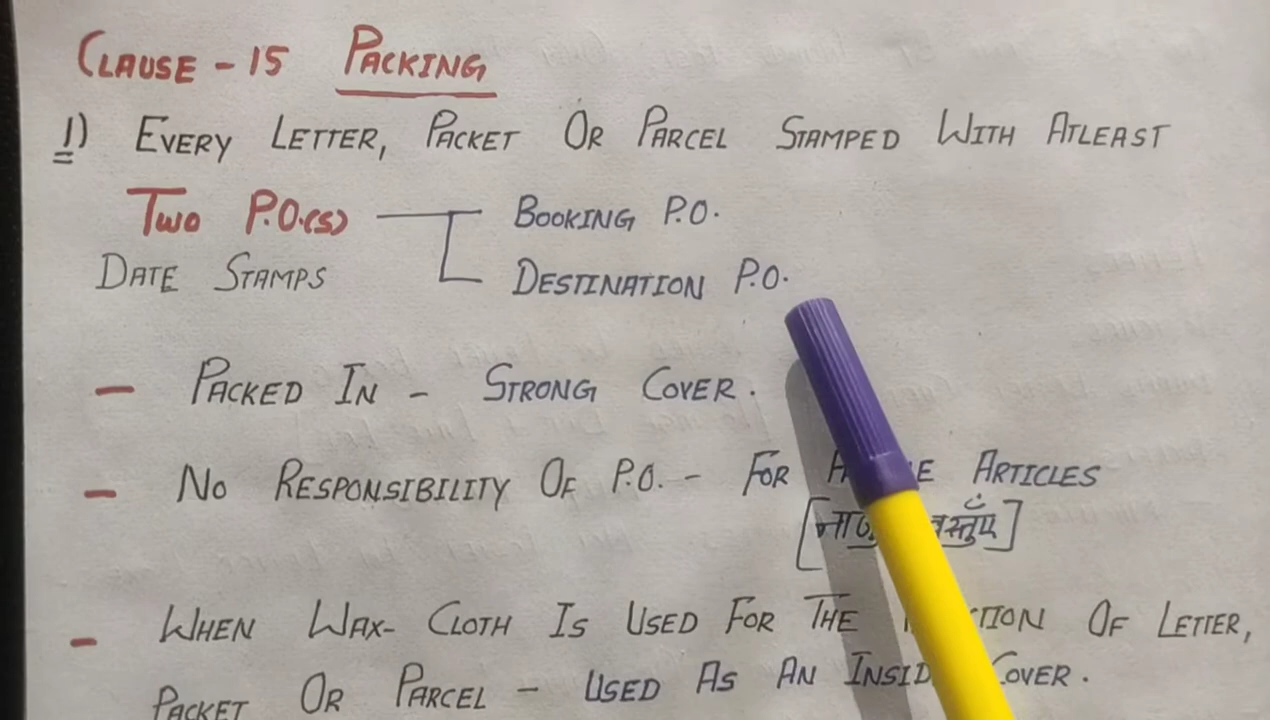 CLAUSE - 15 PACKING
1) EVERY LETTER, PACKET OR PARCEL STAMPED WITH ATLEAST
TWO P.O.(S) BOOKING P.O.
DATE STAMPS DESTINATION P.O.
- PACKED IN - STRONG COVER.
- NO RESPONSIBILITY OF P.O. - FOR ARTICLES
[वस्तुएँ]
- WHEN WAX- CLOTH IS USED FOR THE OF LETTER,
PACKET OR PARCEL - USED AS AN INSIDE COVER.